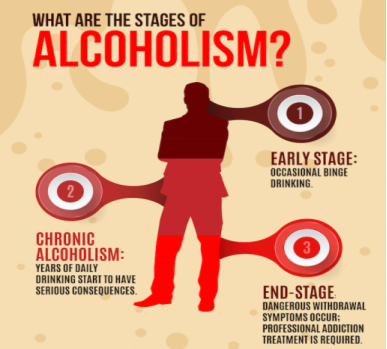 WHAT ARE THE STAGES OF
ALCOHOLISM?
1
EARLY STAGE:
OCCASIONAL BINGE
DRINKING.
2
CHRONIC
ALCOHOLISM:
YEARS OF DAILY
DRINKING START TO HAVE
SERIOUS CONSEQUENCES.
3
END-STAGE
DANGEROUS WITHDRAWAL
SYMPTOMS OCCUR;
PROFESSIONAL ADDICTION
TREATMENT IS REQUIRED.